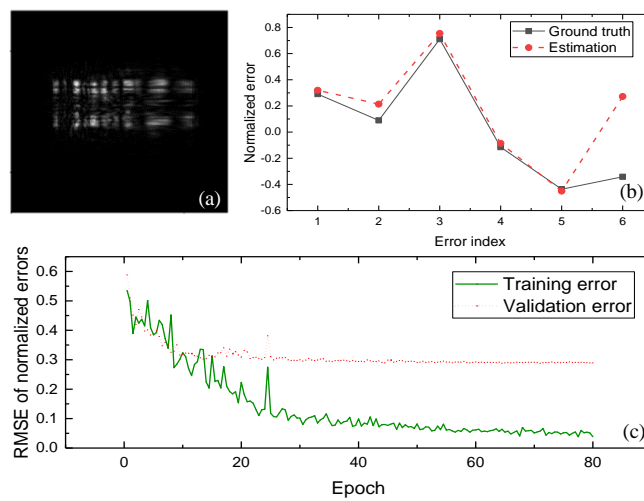 (a)
Normalized error
1.0
0.8
0.6
0.4
0.2
0.0
-0.2
-0.4
-0.6
1 2 3 4 5 6
Error index
Ground truth
Estimation
(b)
RMSE of normalized errors
0.6
0.5
0.4
0.3
0.2
0.1
0.0
0 20 40 60 80
Epoch
Training error
Validation error
(c)